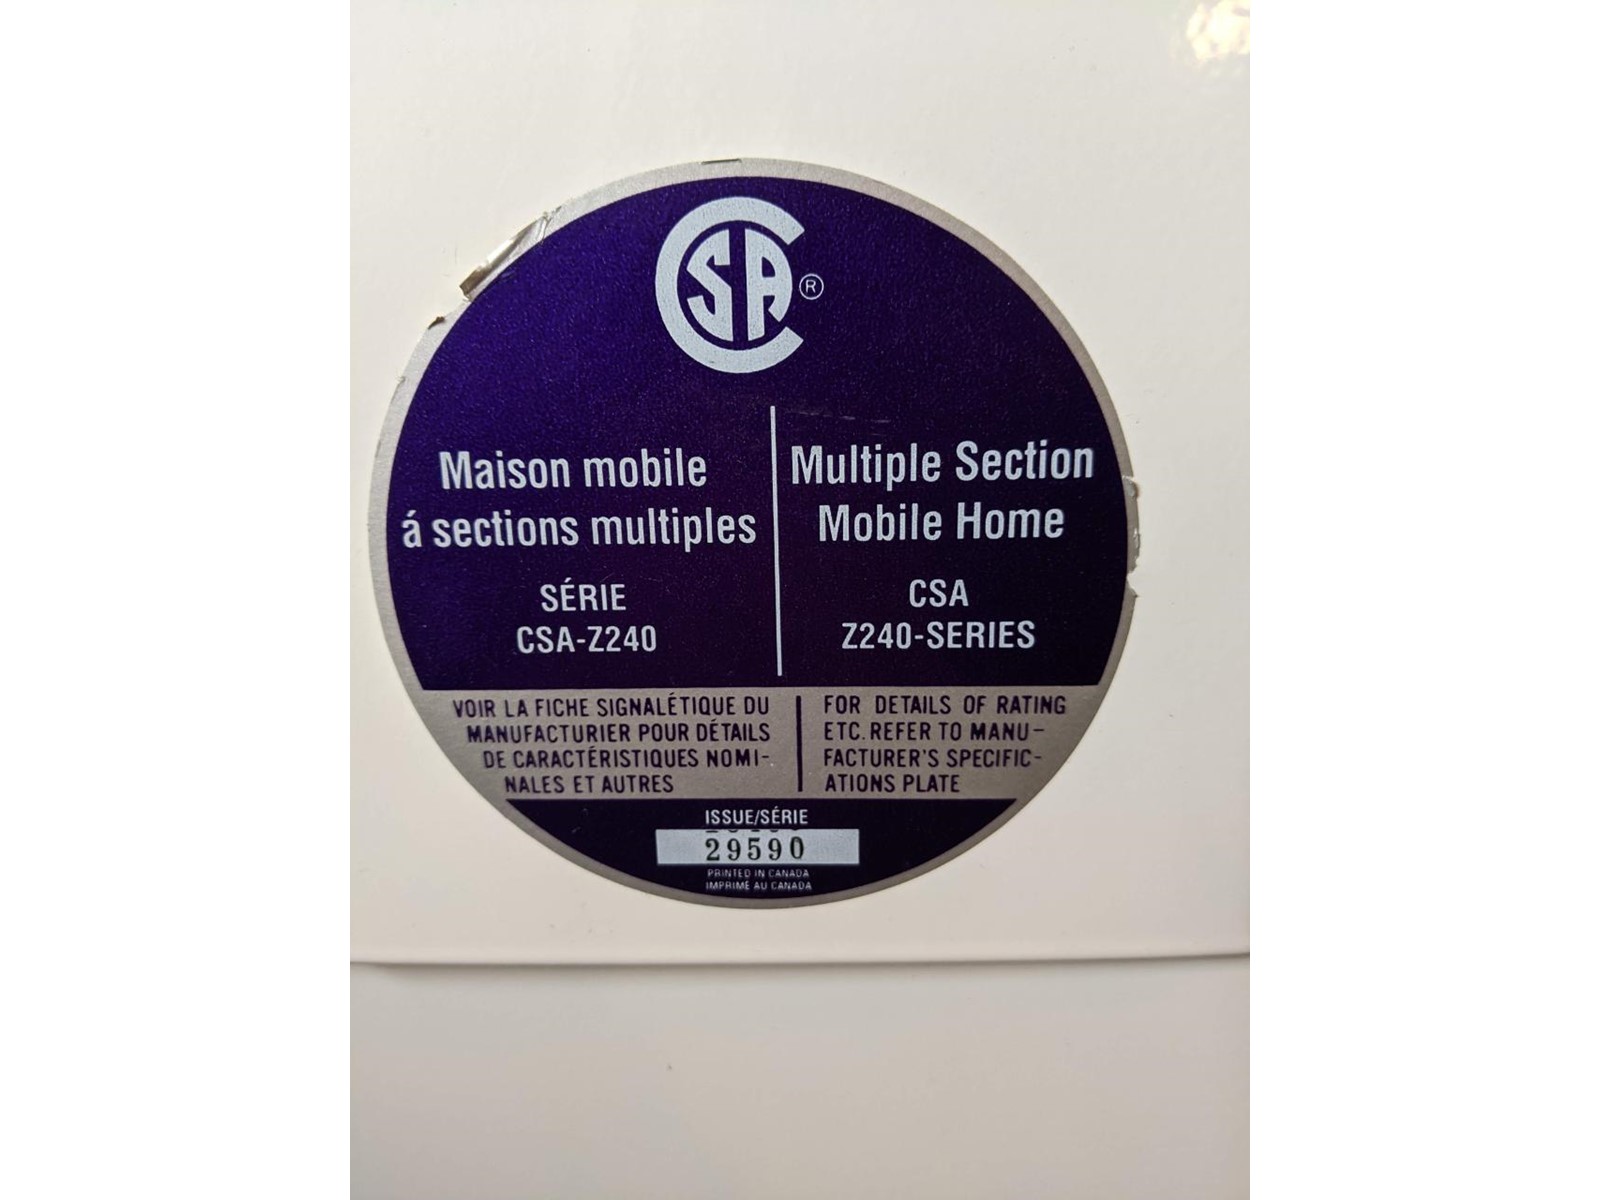 CSA ®
Maison mobile
á sections multiples
SÉRIE
CSA-Z240
Multiple Section
Mobile Home
CSA
Z240-SERIES
VOIR LA FICHE SIGNALÉTIQUE DU
MANUFACTURIER POUR DÉTAILS
DE CARACTÉRISTIQUES NOMI-
NALES ET AUTRES
FOR DETAILS OF RATING
ETC. REFER TO MANU-
FACTURER'S SPECIFIC-
ATIONS PLATE
ISSUE/SÉRIE
29590
PRINTED IN CANADA
IMPRIMÉ AU CANADA